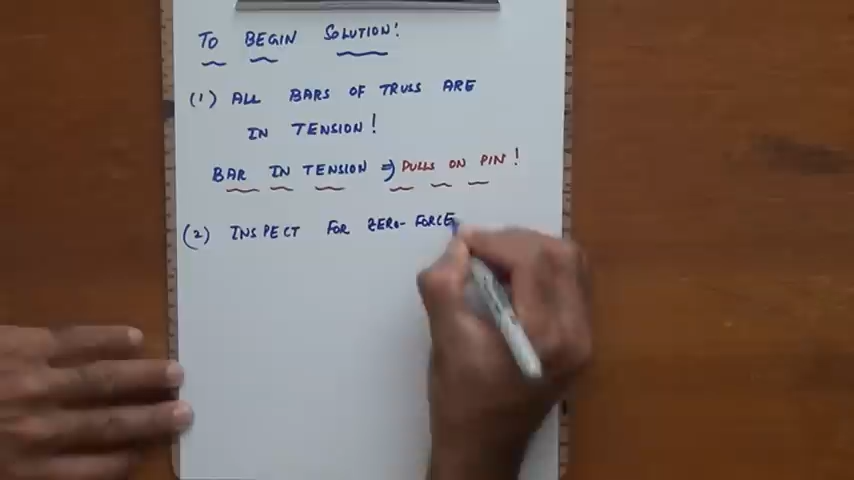 TO BEGIN SOLUTION!
(1) ALL BARS OF TRUSS ARE
IN TENSION!
BAR IN TENSION => PULLS ON PIN!
(2) INSPECT FOR ZERO-FORCE